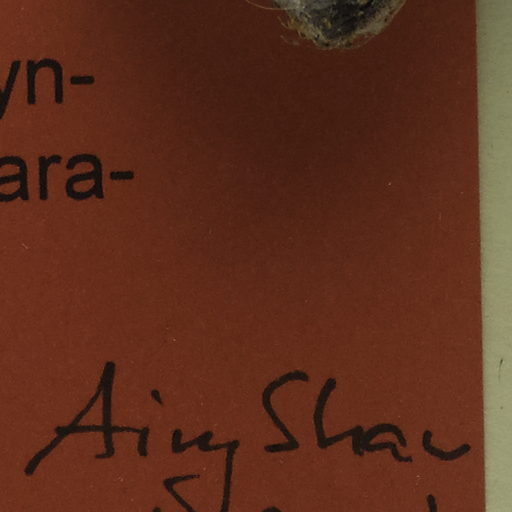 yn-
ara-
Airy Shaw